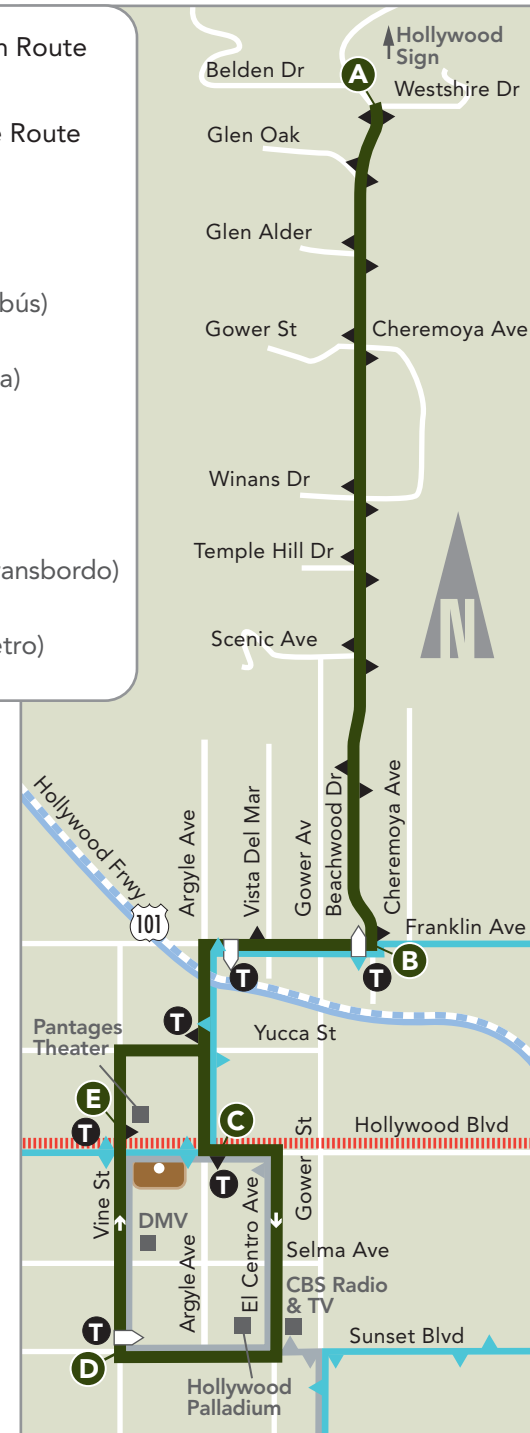 n Route
e Route
bús)
a)
ransbordo)
etro)
Hollywood
Sign
Belden Dr
A
Westshire Dr
Glen Oak
Glen Alder
Gower St
Cheremoya Ave
Winans Dr
Temple Hill Dr
N
Scenic Ave
Hollywood Frwy
101
Argyle Ave
Vista Del Mar
Gower Av
Beachwood Dr
Cheremoya Ave
Franklin Ave
B
T
T
T
Yucca St
Pantages
Theater
E
T
C
Hollywood Blvd
T
Gower St
Vine St
DMV
Argyle Ave
El Centro Ave
Selma Ave
CBS Radio
& TV
T
Sunset Blvd
D
Hollywood
Palladium